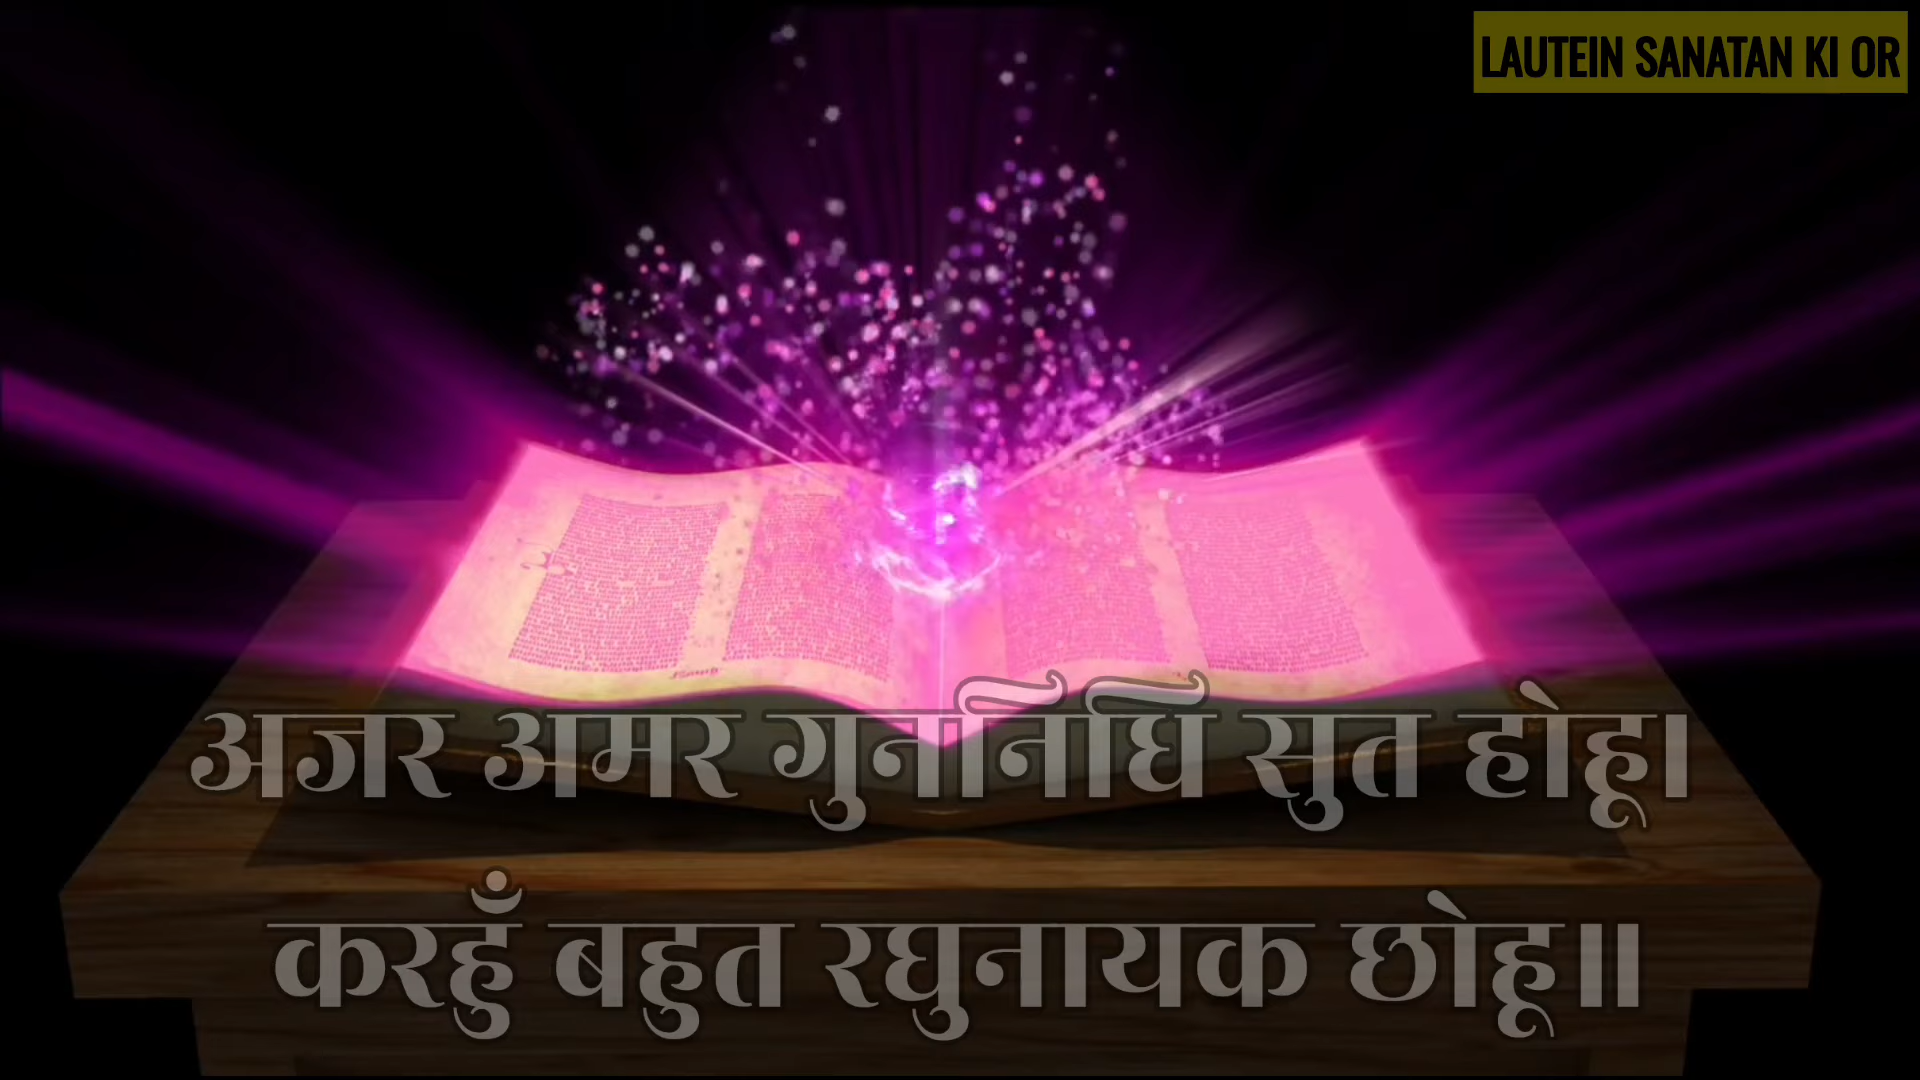 LAUTEIN SANATAN KI OR
अजर अमर गुननिधि सुत होहू।
करहुँ बहुत रघुनायक छोहू॥